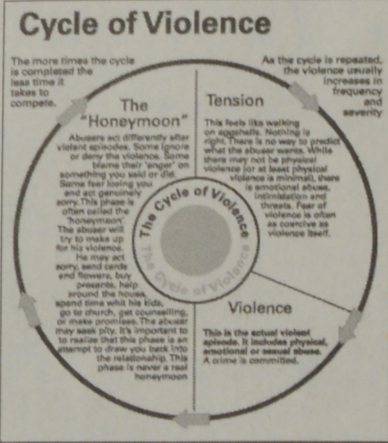 Cycle of Violence
The more times the cycle
is completed the
less time it
takes to
compete.
As the cycle is repeated,
the violence usually
increases in
frequency
and
severity
The
"Honeymoon"
Abusers act differently after
violent episodes. Some ignore
or deny the violence. Some
blame their 'anger' on
something you said or did.
Some fear losing you
and act genuinely
sorry. This phase is
often called the
'honeymoon'.
The abuser will
try to make up
for his violence.
He may act
sorry, send cards
and flowers, buy
presents, help
around the house,
spend time with his kids,
go to church, get counselling,
or make promises. The abuser
may seek pity. It's important to
to realize that this phase is an
attempt to draw you back into
the relationship. This
phase is never a real
honeymoon
Tension
This feels like walking
on eggshells. Nothing is
right. There is no way to predict
what the abuser wants. While
there may not be physical
violence (or at least physical
violence is minimal), there
is emotional abuse,
intimidation and
threats. Fear of
violence is often
as coercive as
violence itself.
The Cycle of Violence
The Cycle of Violence
Violence
This is the actual violent
episode. It includes physical,
emotional or sexual abuse.
A crime is committed.